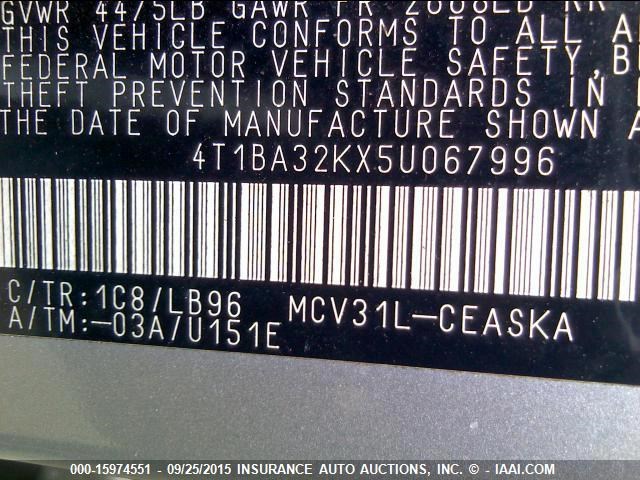 GVWR 4475LB GAWR FR 2668LB RR
THIS VEHICLE CONFORMS TO ALL A
FEDERAL MOTOR VEHICLE SAFETY, B
THEFT PREVENTION STANDARDS IN
THE DATE OF MANUFACTURE SHOWN A
4T1BA32KX5U067996
C/TR:1C8/LB96 MCV31L-CEASKA
A/TM:-03A/U151E
000-15974551 - 09/25/2015 INSURANCE AUTO AUCTIONS, INC. - © IAAI.COM